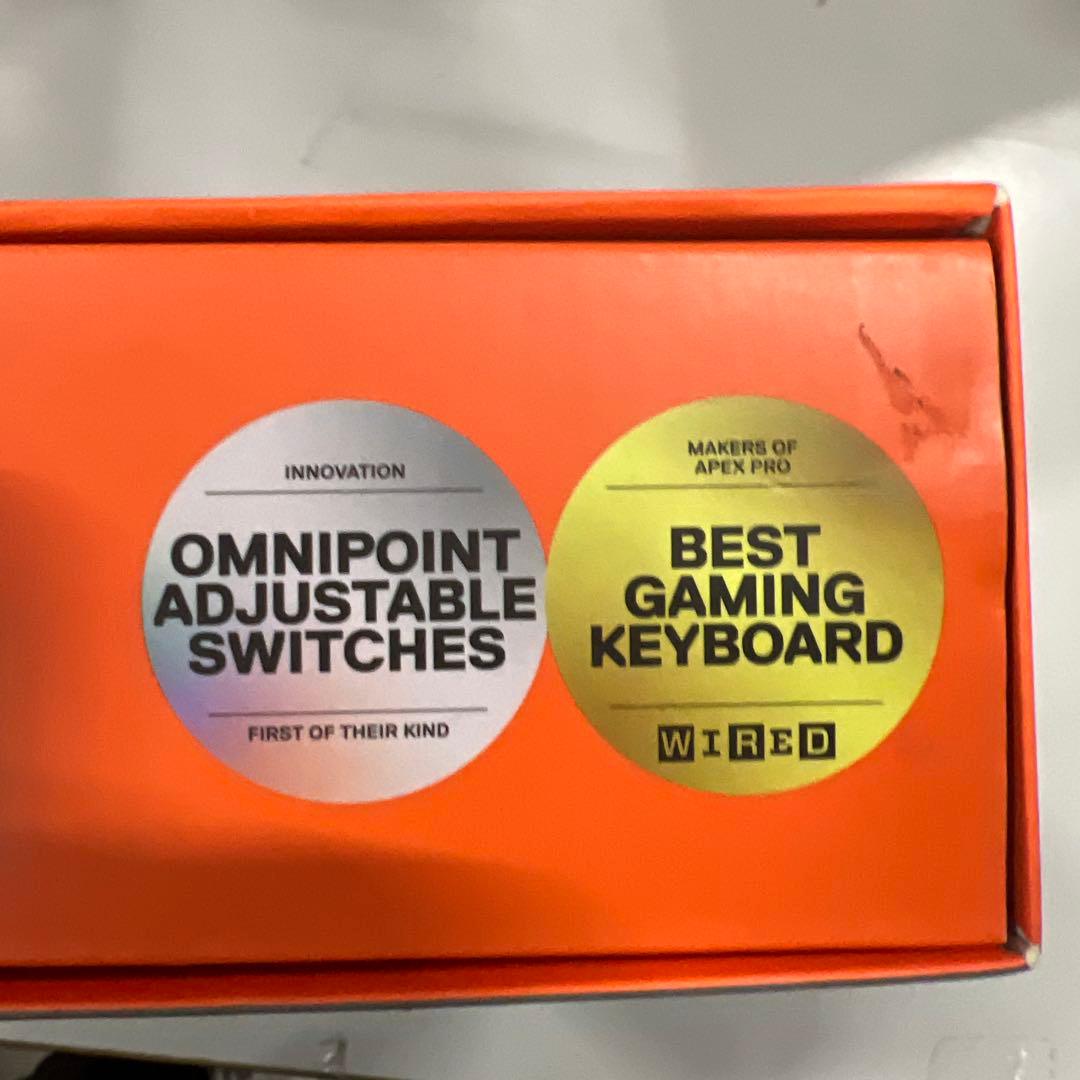 INNOVATION
OMNIPOINT
ADJUSTABLE
SWITCHES
FIRST OF THEIR KIND
MAKERS OF
APEX PRO
BEST
GAMING
KEYBOARD
WIRED